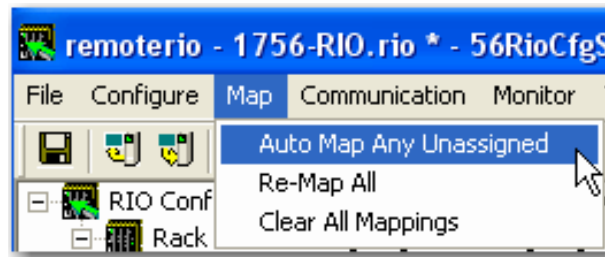 remoterio - 1756-RIO.rio * - 56RioCfgS
File Configure Map Communication Monitor
Auto Map Any Unassigned
Re-Map All
RIO Conf
Clear All Mappings
Rack